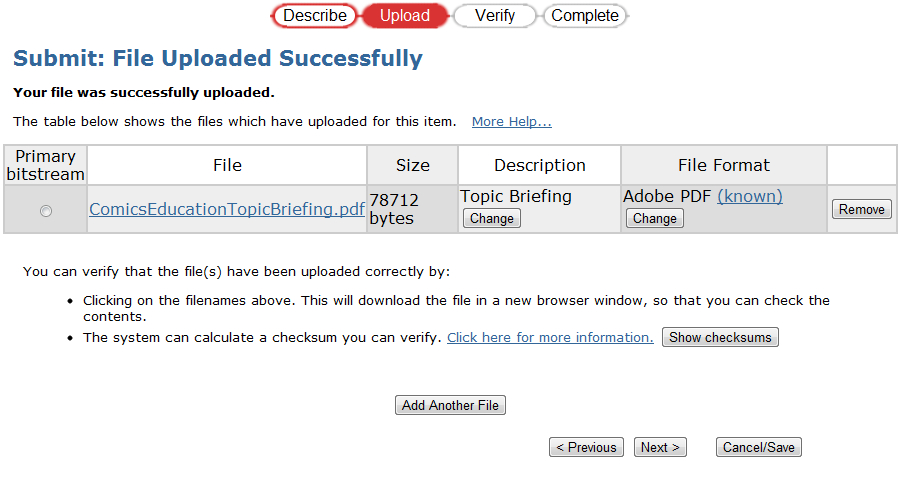 Describe Upload Verify Complete
Submit: File Uploaded Successfully
Your file was successfully uploaded.
The table below shows the files which have uploaded for this item. More Help...
Primary bitstream File Size Description File Format
ComicsEducationTopicBriefing.pdf 78712 bytes Topic Briefing Change Adobe PDF (known) Change Remove
You can verify that the file(s) have been uploaded correctly by:
• Clicking on the filenames above. This will download the file in a new browser window, so that you can check the
contents.
• The system can calculate a checksum you can verify. Click here for more information. Show checksums
Add Another File
< Previous Next > Cancel/Save